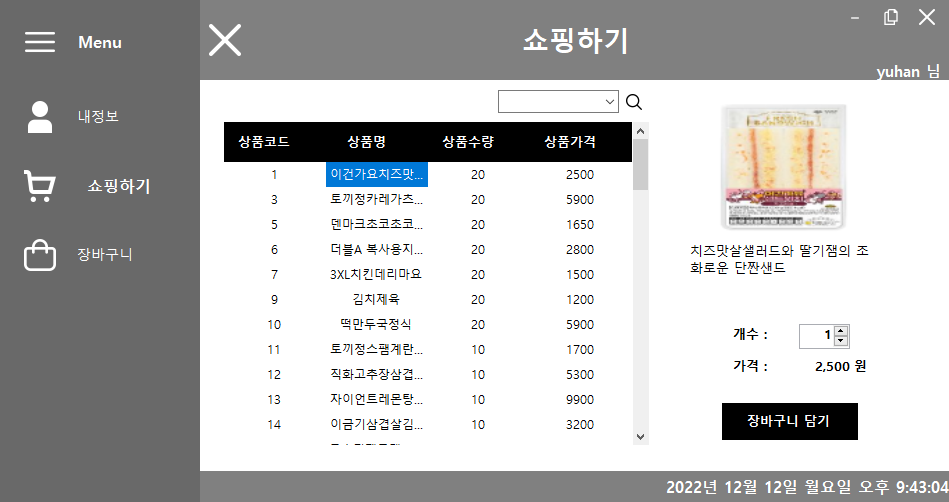 Menu
쇼핑하기
yuhan 님
내정보
쇼핑하기
장바구니
상품코드 상품명 상품수량 상품가격
1 이건가요치즈맛... 20 2500
3 토끼정카레가츠... 20 5900
5 덴마크초코초코... 20 1650
6 더블A 복사용지... 20 2800
7 3XL치킨데리마요 20 1500
9 김치제육 20 1200
10 떡만두국정식 20 5900
11 토끼정스팸계란... 10 1700
12 직화고추장삼겹... 10 5300
13 자이언트레몬탕... 10 9900
14 이금기삼겹살김... 10 3200
치즈맛살샐러드와 딸기잼의 조
화로운 단짠샌드
개수 : 1
가격 : 2,500 원
장바구니 담기
2022년 12월 12일 월요일 오후 9:43:04